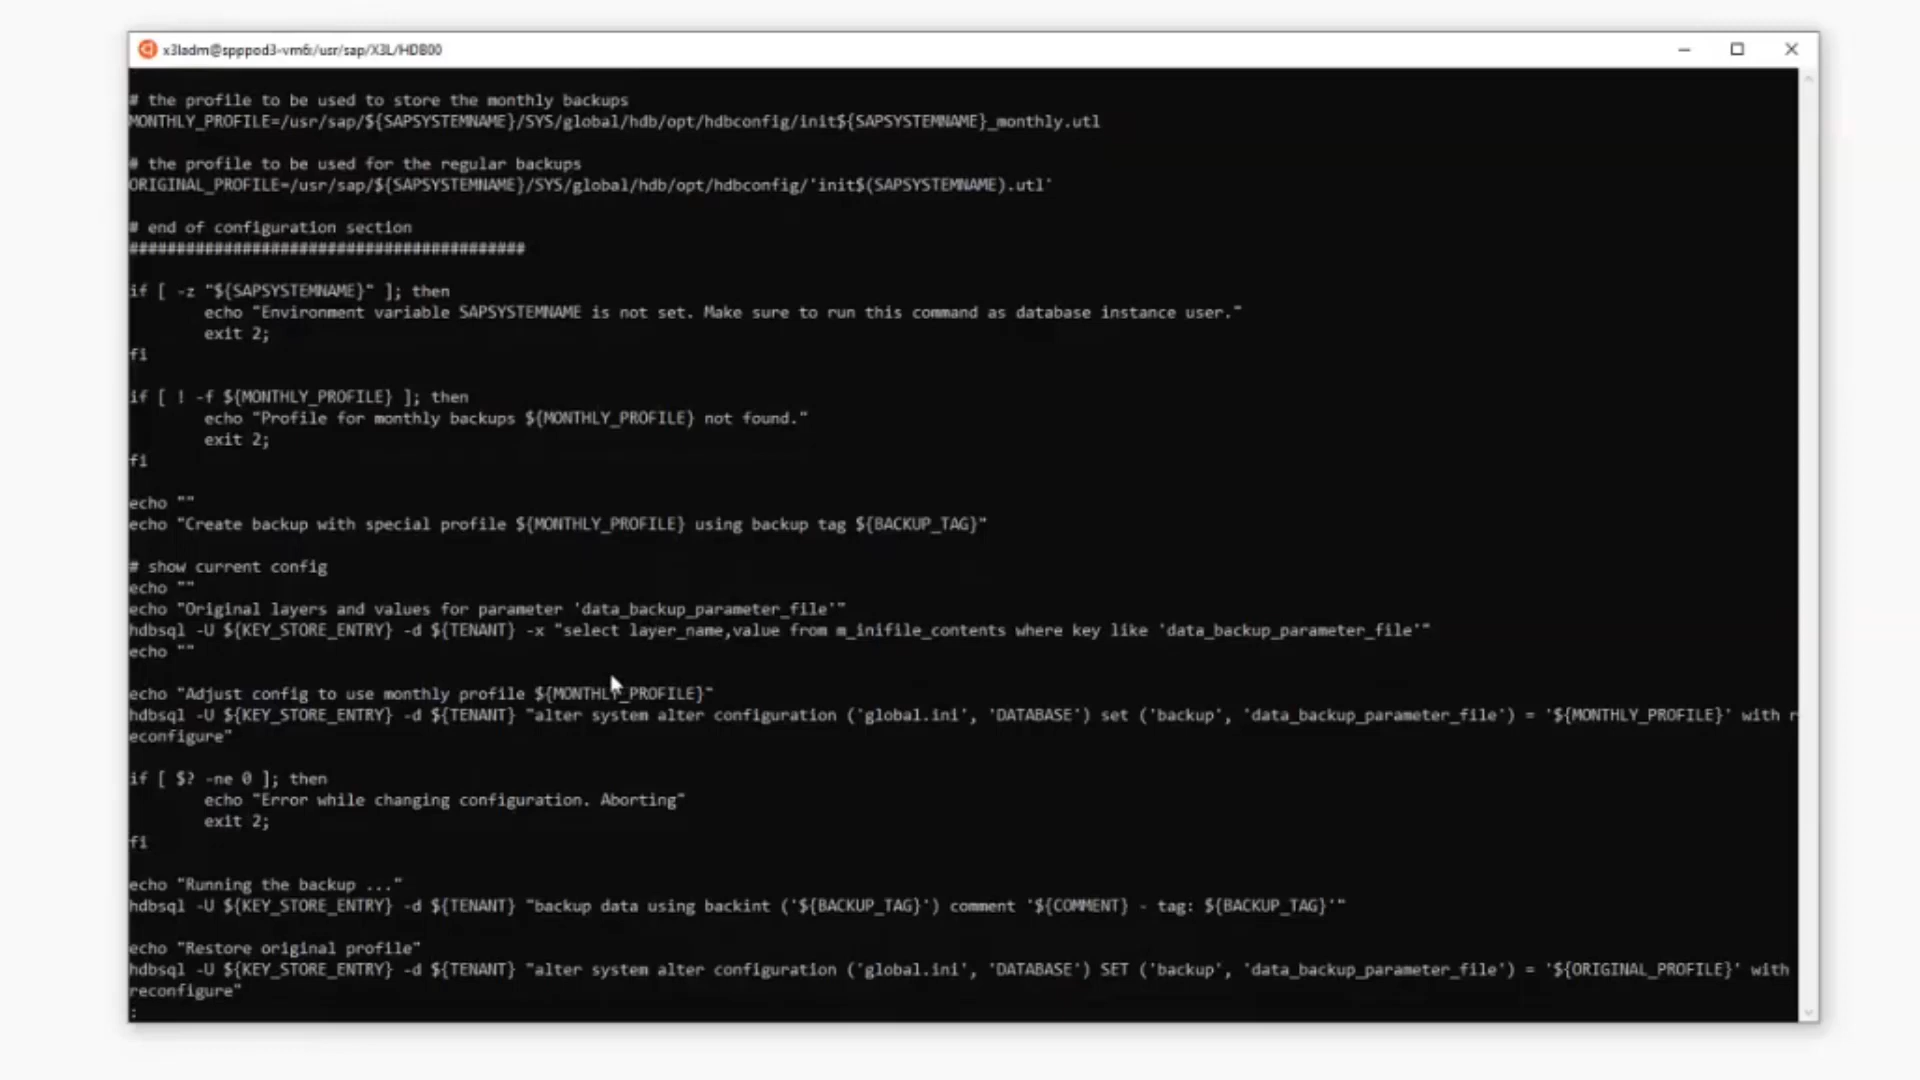 x3ladm@spppod3-vm6:/usr/sap/X3L/HDB00
# the profile to be used to store the monthly backups
MONTHLY_PROFILE=/usr/sap/${SAPSYSTEMNAME}/SYS/global/hdb/opt/hdbconfig/init${SAPSYSTEMNAME}_monthly.utl
# the profile to be used for the regular backups
ORIGINAL_PROFILE=/usr/sap/${SAPSYSTEMNAME}/SYS/global/hdb/opt/hdbconfig/'init$(SAPSYSTEMNAME).utl'
# end of configuration section
##########################################
if [ -z "${SAPSYSTEMNAME}" ]; then
echo "Environment variable SAPSYSTEMNAME is not set. Make sure to run this command as database instance user."
exit 2;
fi
if [ ! -f ${MONTHLY_PROFILE} ]; then
echo "Profile for monthly backups ${MONTHLY_PROFILE} not found."
exit 2;
fi
echo ""
echo "Create backup with special profile ${MONTHLY_PROFILE} using backup tag ${BACKUP_TAG}"
# show current config
echo ""
echo "Original layers and values for parameter 'data_backup_parameter_file'"
hdbsql -U ${KEY_STORE_ENTRY} -d ${TENANT} -x "select layer_name,value from m_inifile_contents where key like 'data_backup_parameter_file'"
echo ""
echo "Adjust config to use monthly profile ${MONTHLY_PROFILE}"
hdbsql -U ${KEY_STORE_ENTRY} -d ${TENANT} "alter system alter configuration ('global.ini', 'DATABASE') set ('backup', 'data_backup_parameter_file') = '${MONTHLY_PROFILE}' with r
econfigure"
if [ $? -ne 0 ]; then
echo "Error while changing configuration. Aborting"
exit 2;
fi
echo "Running the backup ..."
hdbsql -U ${KEY_STORE_ENTRY} -d ${TENANT} "backup data using backint ('${BACKUP_TAG}') comment '${COMMENT} - tag: ${BACKUP_TAG}'"
echo "Restore original profile"
hdbsql -U ${KEY_STORE_ENTRY} -d ${TENANT} "alter system alter configuration ('global.ini', 'DATABASE') SET ('backup', 'data_backup_parameter_file') = '${ORIGINAL_PROFILE}' with
reconfigure"
: